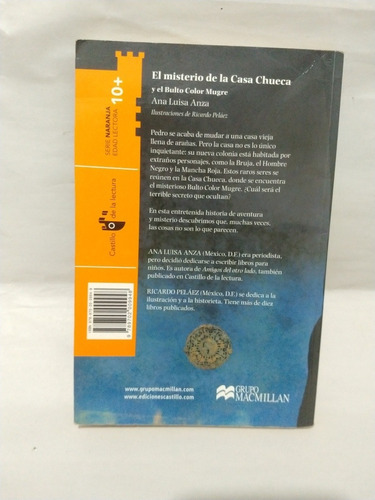 El misterio de la Casa Chueca
y el Bulto Color Mugre
Ana Luisa Anza
Ilustraciones de Ricardo Peláez
Pedro se acaba de mudar a una casa vieja
llena de arañas. Pero la casa no es lo único
inquietante: su nueva colonia está habitada por
extraños personajes, como la Bruja, el Hombre
Negro y la Mancha Roja. Estos raros seres se
reúnen en la Casa Chueca, donde se encuentra
el misterioso Bulto Color Mugre. ¿Cuál será el
terrible secreto que ocultan?
En esta entretenida historia de aventura
y misterio descubrimos que, muchas veces,
las cosas no son lo que parecen.
ANA LUISA ANZA (México, D.F.) era periodista,
pero decidió dedicarse a escribir libros para
niños. Es autora de Amigos del otro lado, también
publicado en Castillo de la lectura.
RICARDO PELÁEZ (México, D.F.) se dedica a la
ilustración y a la historieta. Tiene más de diez
libros publicados.
www.grupomacmillan.com
www.edicionescastillo.com
GRUPO
MACMILLAN
SERIE NARANJA
EDAD LECTORA
10+
Castillo de la lectura